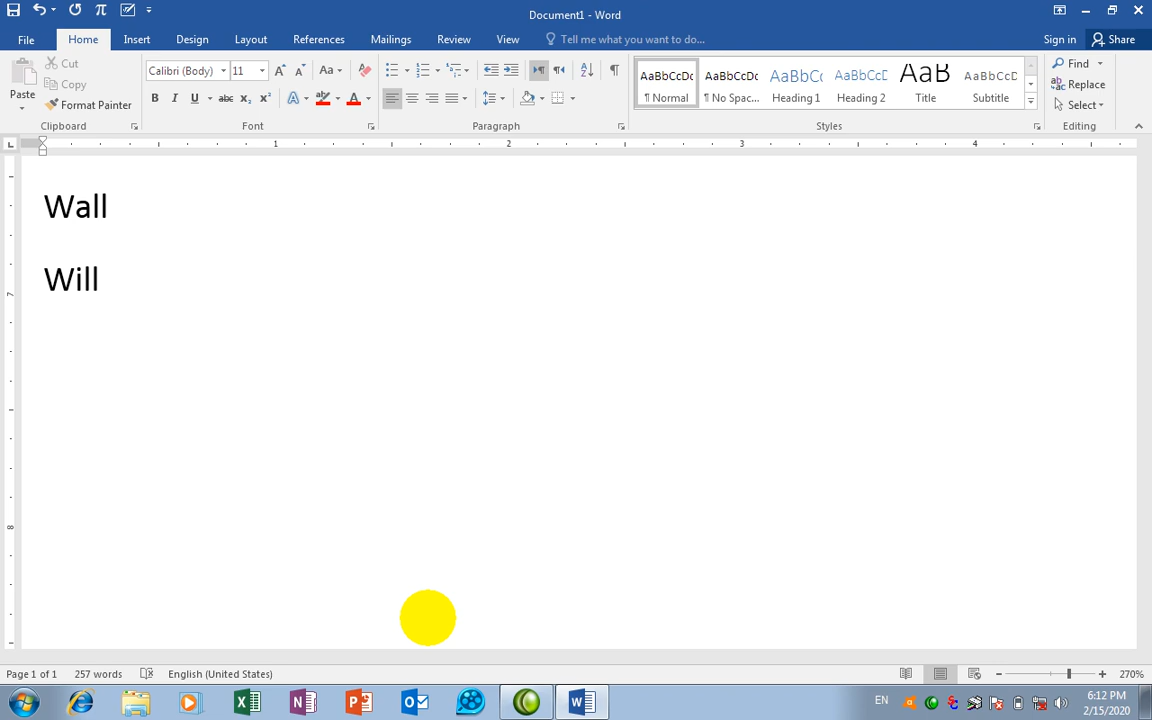 Document1 - Word
File Home Insert Design Layout References Mailings Review View Tell me what you want to do... Sign in Share
Paste
Cut
Copy
Format Painter
Clipboard
Calibri (Body) 11
Aa
B I U abc x₂ x²
A A
Font
Paragraph
AaBbCcDc AaBbCcDc AaBbCc AaBbCcD AaB AaBbCcD
¶ Normal ¶ No Spac... Heading 1 Heading 2 Title Subtitle
Styles
Find
Replace
Select
Editing
1 2 3 4
Wall
Will
7
8
Page 1 of 1 257 words English (United States) 270%
EN
6:12 PM
2/15/2020